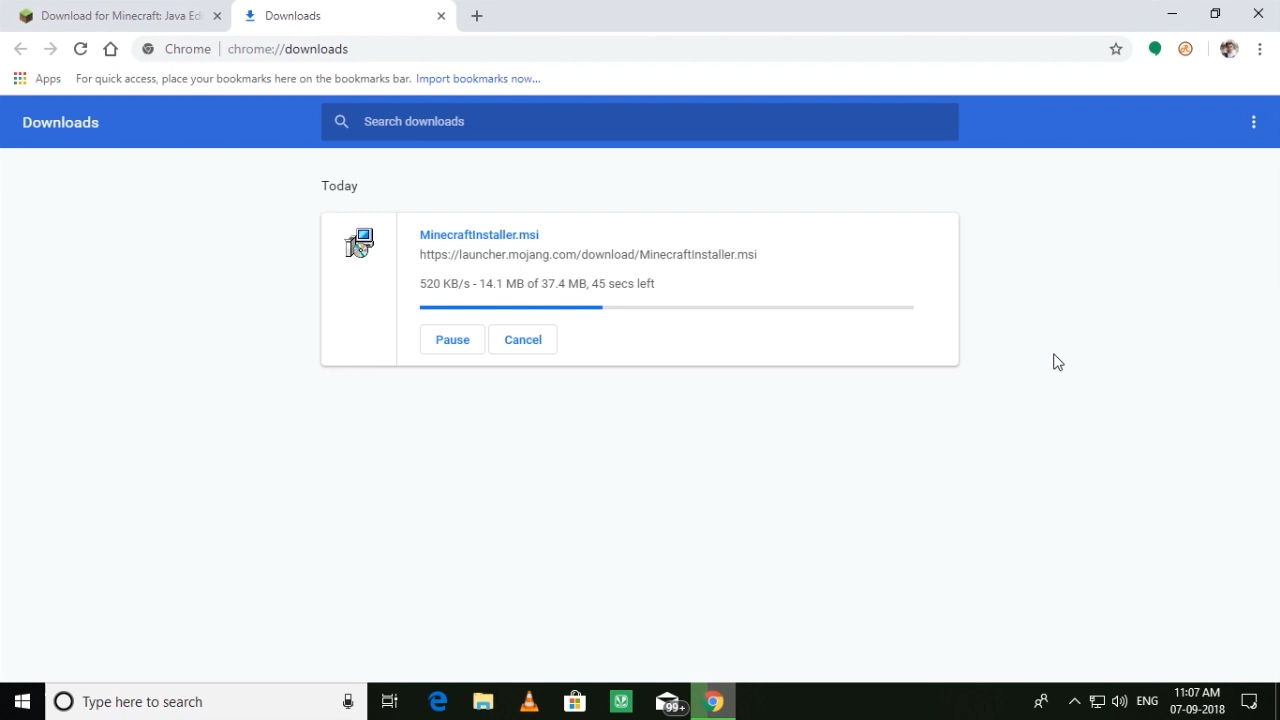 Download for Minecraft: Java Edi
Downloads
Chrome chrome://downloads
Apps For quick access, place your bookmarks here on the bookmarks bar. Import bookmarks now...
Downloads
Search downloads
Today
MinecraftInstaller.msi
https://launcher.mojang.com/download/MinecraftInstaller.msi
520 KB/s - 14.1 MB of 37.4 MB, 45 secs left
Pause
Cancel
Type here to search
99+
ENG
11:07 AM
07-09-2018